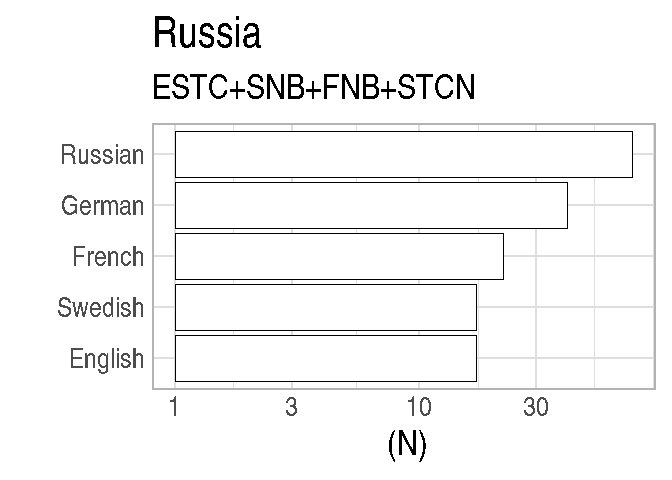 Russia
ESTC+SNB+FNB+STCN
Russian
German
French
Swedish
English
1 3 10 30
(N)